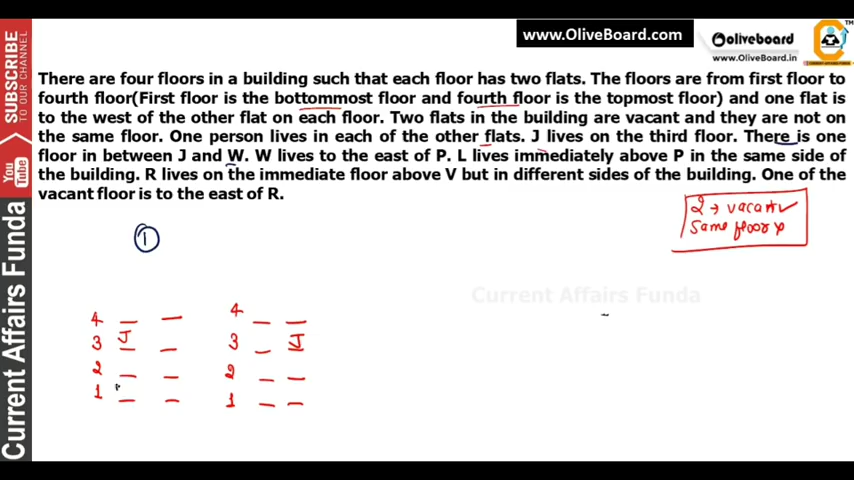 www.OliveBoard.com
oliveboard
www.OliveBoard.in
TM
SUBSCRIBE
TO OUR CHANNEL
You Tube
Current Affairs Funda
There are four floors in a building such that each floor has two flats. The floors are from first floor to
fourth floor(First floor is the bottommost floor and fourth floor is the topmost floor) and one flat is
to the west of the other flat on each floor. Two flats in the building are vacant and they are not on
the same floor. One person lives in each of the other flats. J lives on the third floor. There is one
floor in between J and W. W lives to the east of P. L lives immediately above P in the same side of
the building. R lives on the immediate floor above V but in different sides of the building. One of the
vacant floor is to the east of R.
2 → vacant ✓
Same floor x
1
Current Affairs Funda
4 _ _ 4 _ _
3 J _ 3 _ J
2 _ _ 2 _ _
1 _ _ 1 _ _